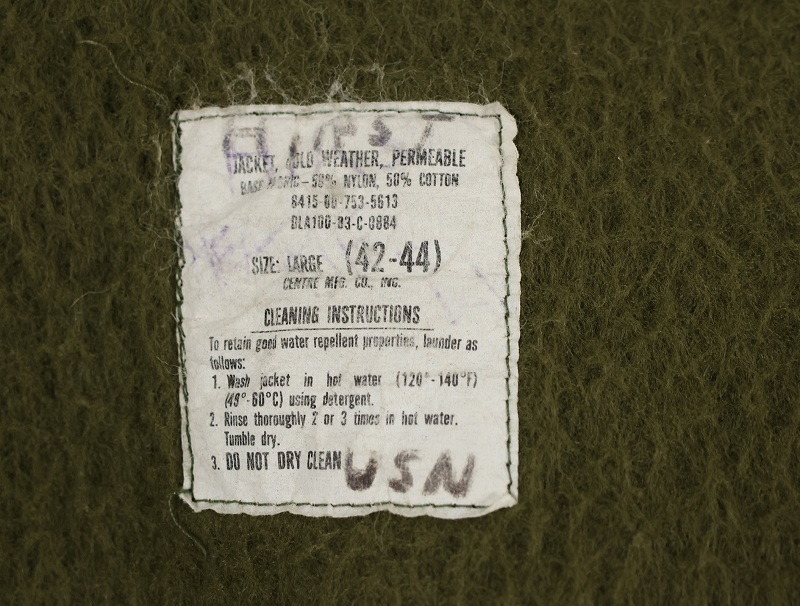 JACKET, COLD WEATHER, PERMEABLE
BASE FABRIC-50% NYLON, 50% COTTON
8415-00-753-5613
DLA100-83-C-0884
SIZE: LARGE (42-44)
CENTRE MFG. CO., INC.
CLEANING INSTRUCTIONS
To retain good water repellent properties, launder as
follows:
1. Wash jacket in hot water (120°-140°F)
(49°-60°C) using detergent.
2. Rinse thoroughly 2 or 3 times in hot water.
Tumble dry.
3. DO NOT DRY CLEAN
USN